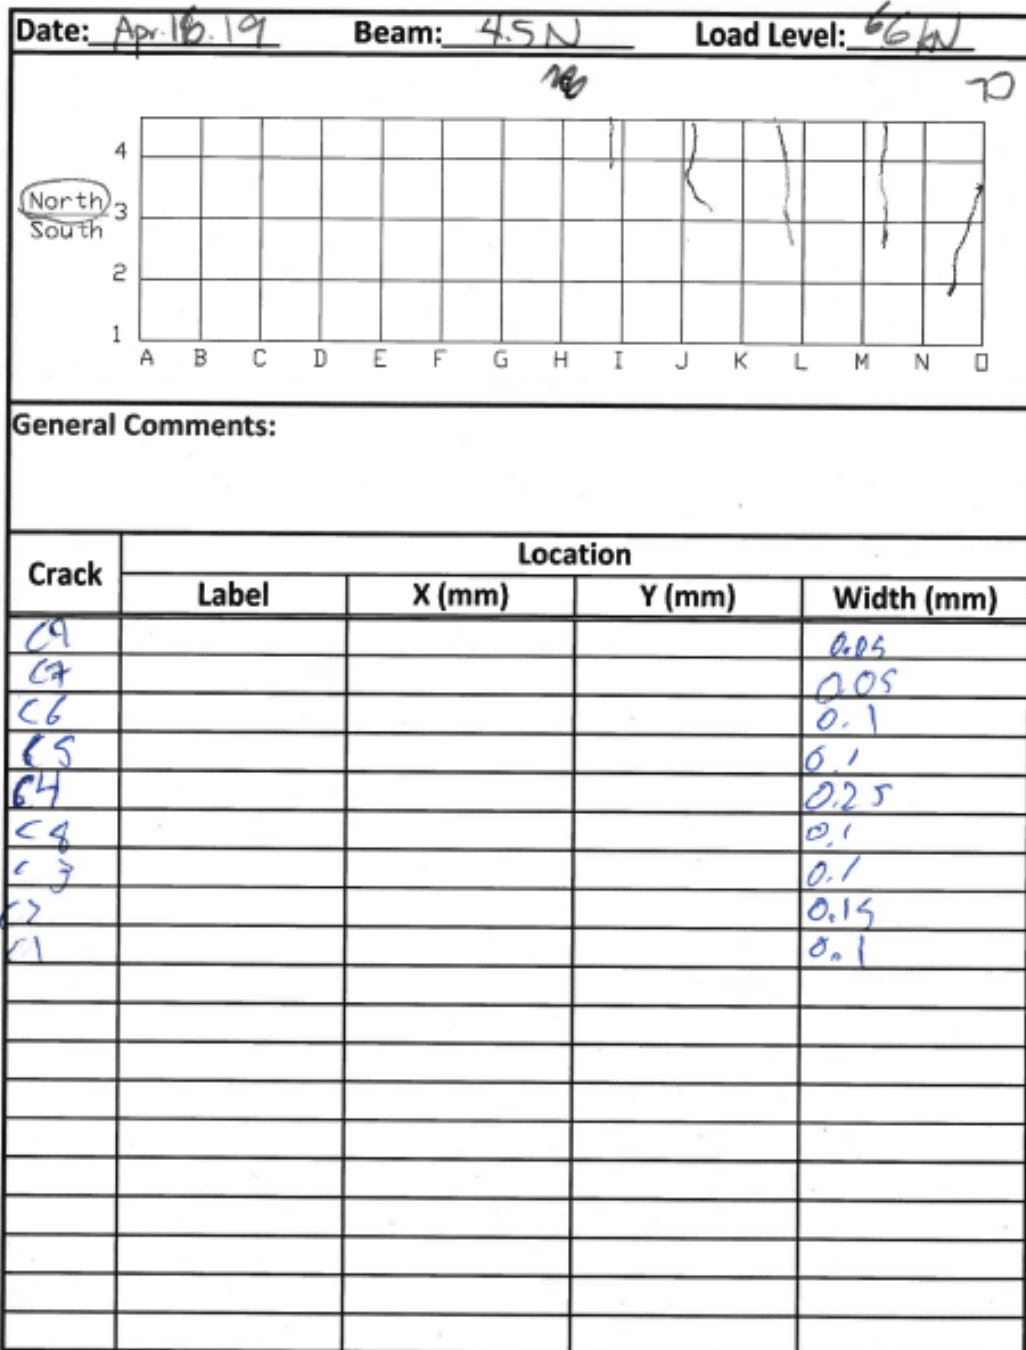 Date: Apr. 18.19 Beam: 4.5N Load Level: 66 kN
4
North 3
South
2
1
A B C D E F G H I J K L M N O
General Comments:
Crack Location
Label X (mm) Y (mm) Width (mm)
C9 0.05
C7 0.05
C6 0.1
C5 0.1
C4 0.25
C8 0.1
C3 0.1
C2 0.15
C1 0.1